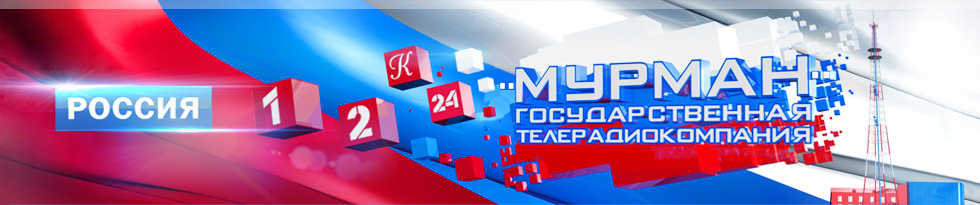 РОССИЯ
1
2
К
24
МУРМАН
ГОСУДАРСТВЕННАЯ
ТЕЛЕРАДИОКОМПАНИЯ